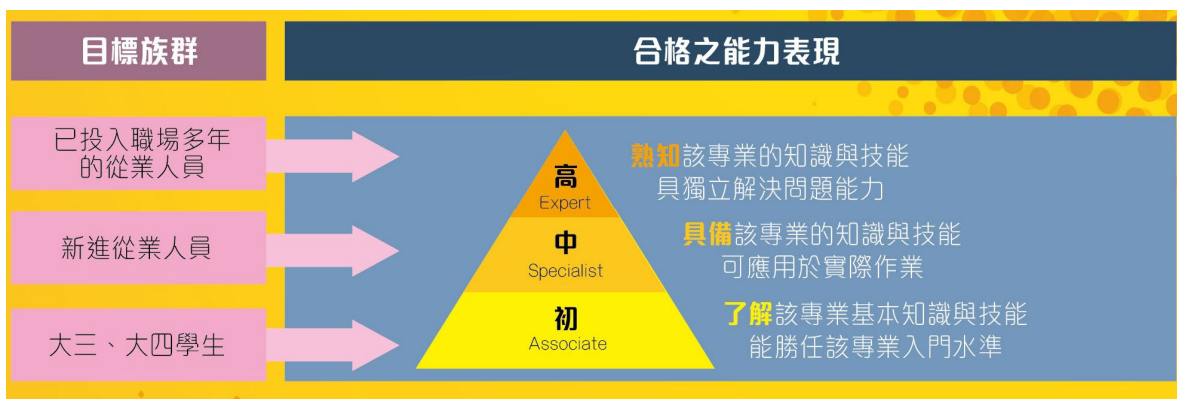 目標族群
合格之能力表現
已投入職場多年
的從業人員
高
Expert
熟知該專業的知識與技能
具獨立解決問題能力
新進從業人員
中
Specialist
具備該專業的知識與技能
可應用於實際作業
大三、大四學生
初
Associate
了解該專業基本知識與技能
能勝任該專業入門水準